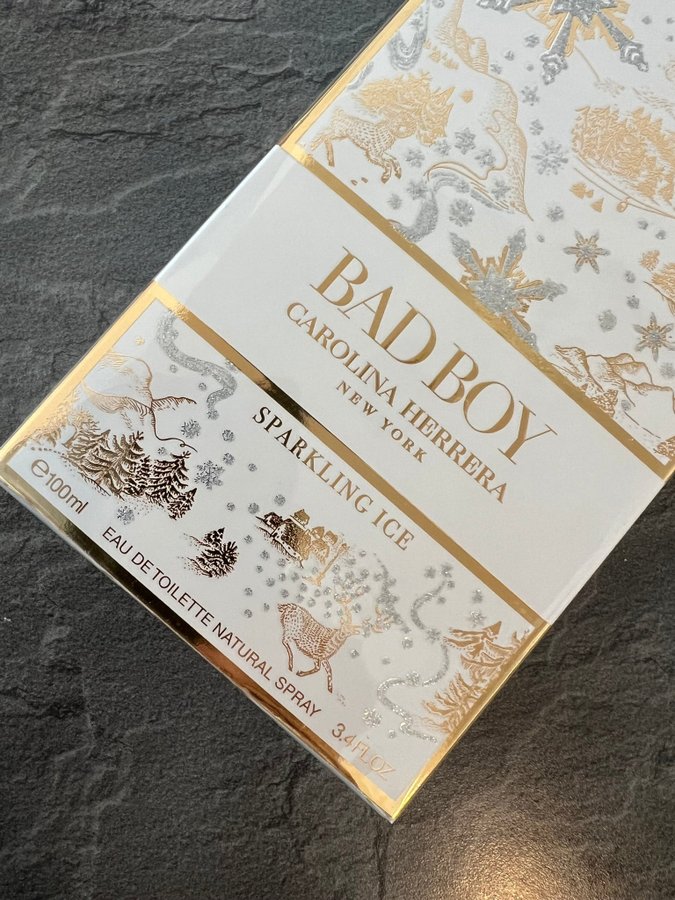 BAD BOY
CAROLINA HERRERA
NEW YORK
SPARKLING ICE
℮100ml
EAU DE TOILETTE NATURAL SPRAY
3.4 FL OZ